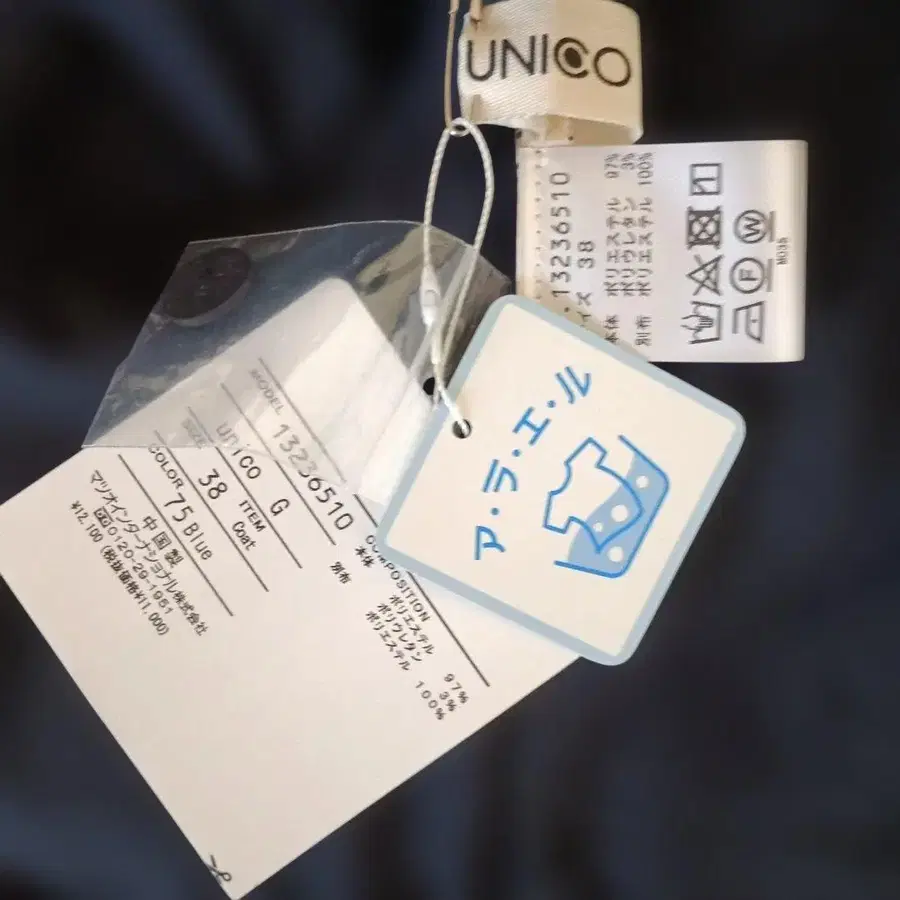 UNICO
13236510
38
本体 ポリエステル 97%
ポリウレタン 3%
別布 ポリエステル 100%
W
F
W035
ア・ラ・エ・ル
MODEL 13236510
unico G
SIZE 38 ITEM Coat
COLOR 75 Blue
COMPOSITION
本体 ポリエステル 97%
ポリウレタン 3%
別布 ポリエステル 100%
中国製
マツオインターナショナル株式会社
0120-29-1951
¥12,100 (税抜価格¥11,000)